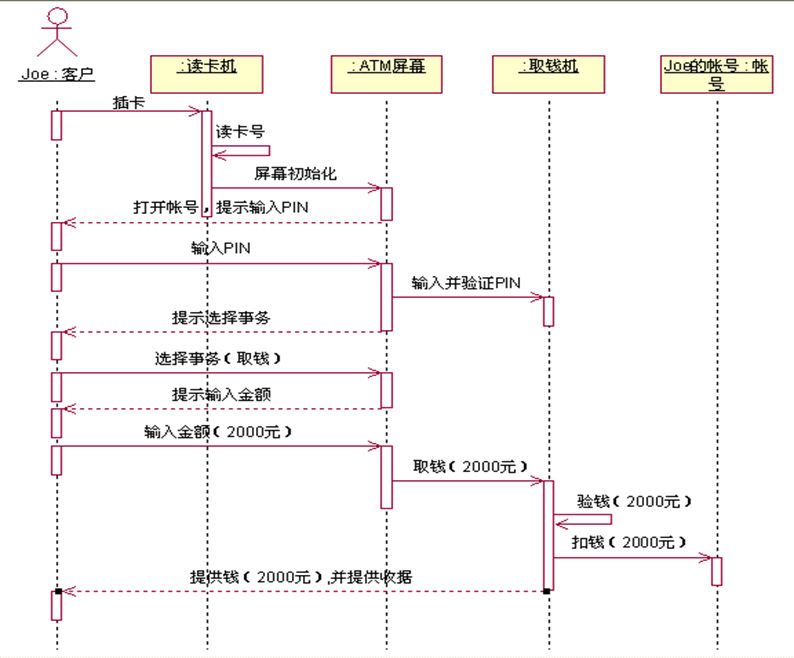 Joe : 客户
: 读卡机
: ATM屏幕
: 取钱机
Joe的帐号 : 帐
号
插卡
读卡号
屏幕初始化
打开帐号，提示输入PIN
输入PIN
输入并验证PIN
提示选择事务
选择事务（取钱）
提示输入金额
输入金额（2000元）
取钱（2000元）
验钱（2000元）
扣钱（2000元）
提供钱（2000元）,并提供收据